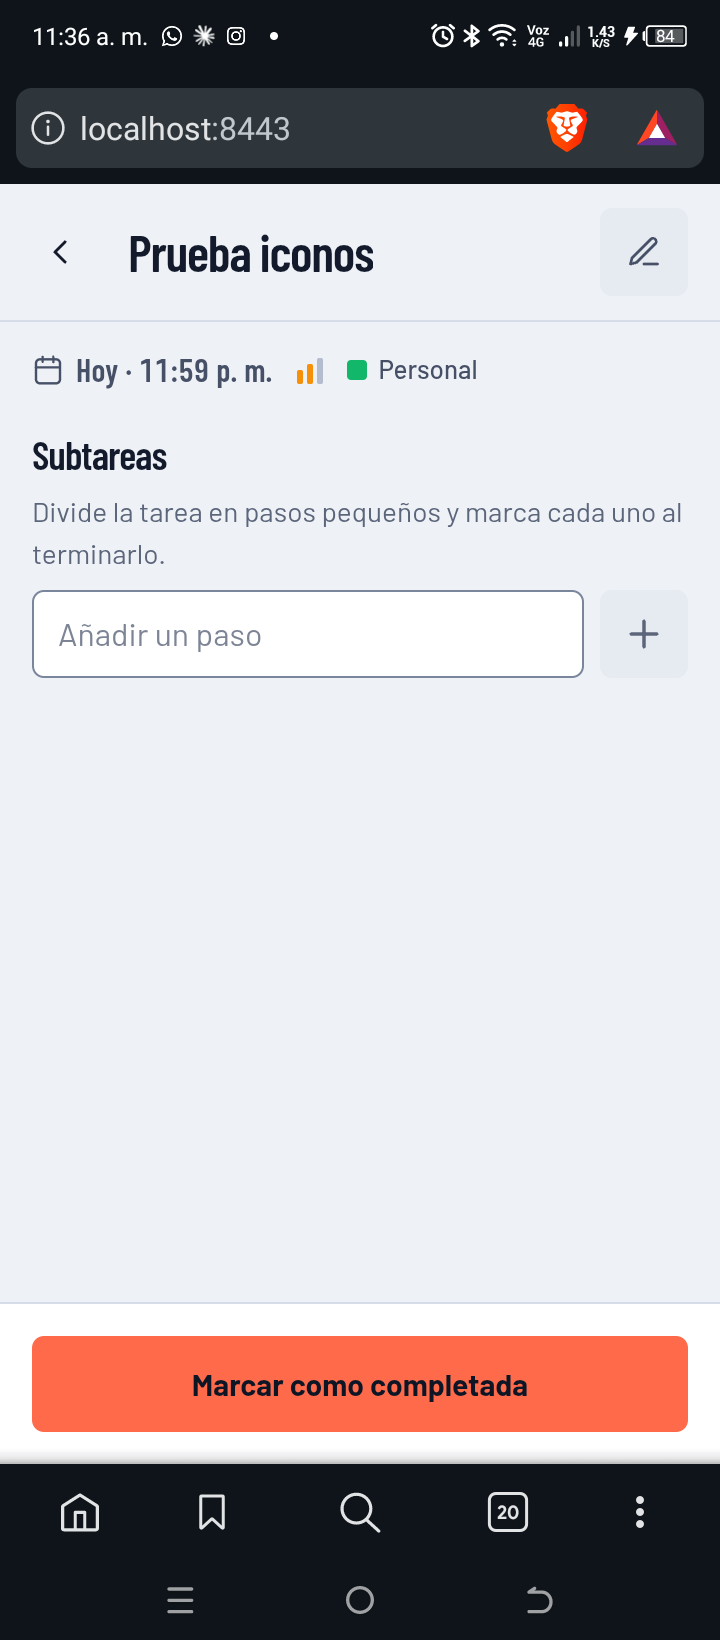 11:36 a. m.
Voz
4G
1.43
K/S
84
localhost:8443
Prueba iconos
Hoy · 11:59 p. m.
Personal
Subtareas
Divide la tarea en pasos pequeños y marca cada uno al
terminarlo.
Añadir un paso
Marcar como completada
20